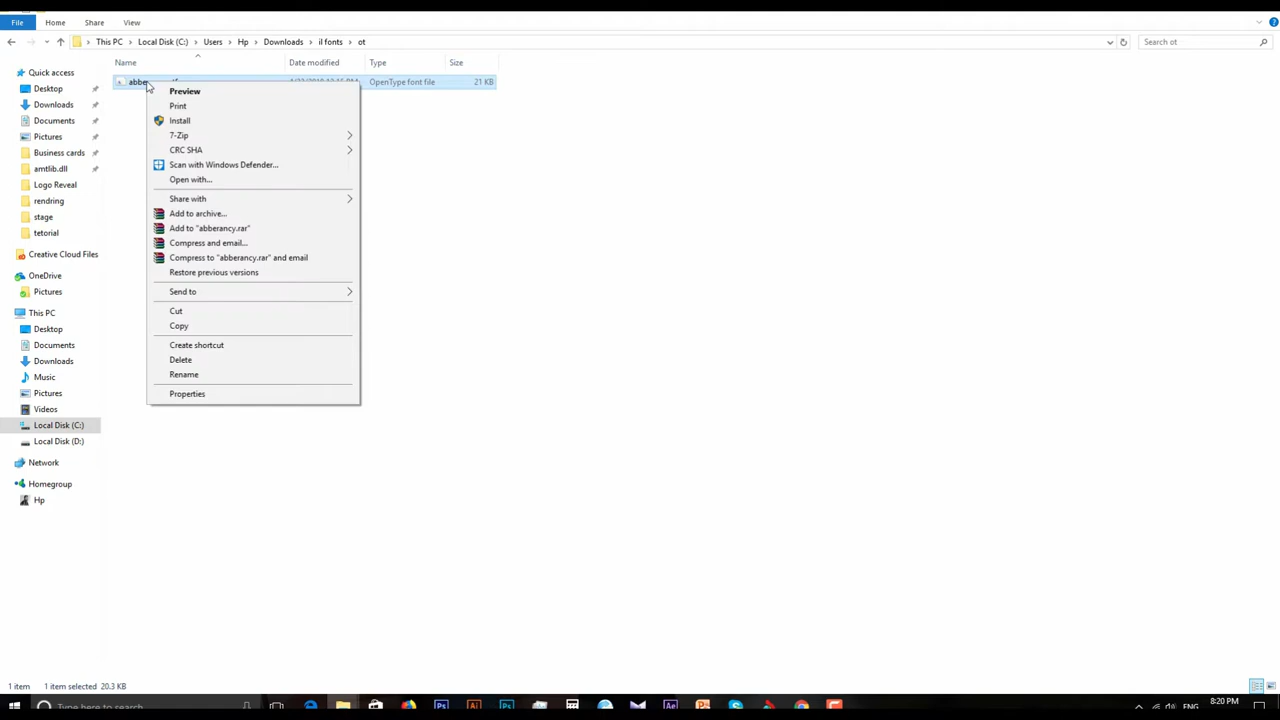 File Home Share View
This PC Local Disk (C:) Users Hp Downloads il fonts ot Search ot
Name Date modified Type Size
OpenType font file 21 KB
Quick access
Desktop
Downloads
Documents
Pictures
Business cards
amtlib.dll
Logo Reveal
rendring
stage
tetorial
Creative Cloud Files
OneDrive
Pictures
This PC
Desktop
Documents
Downloads
Music
Pictures
Videos
Local Disk (C:)
Local Disk (D:)
Network
Homegroup
Hp
Preview
Print
Install
7-Zip
CRC SHA
Scan with Windows Defender...
Open with...
Share with
Add to archive...
Add to "abberancy.rar"
Compress and email...
Compress to "abberancy.rar" and email
Restore previous versions
Send to
Cut
Copy
Create shortcut
Delete
Rename
Properties
1 item 1 item selected 20.3 KB
Type here to search
ENG 8:20 PM